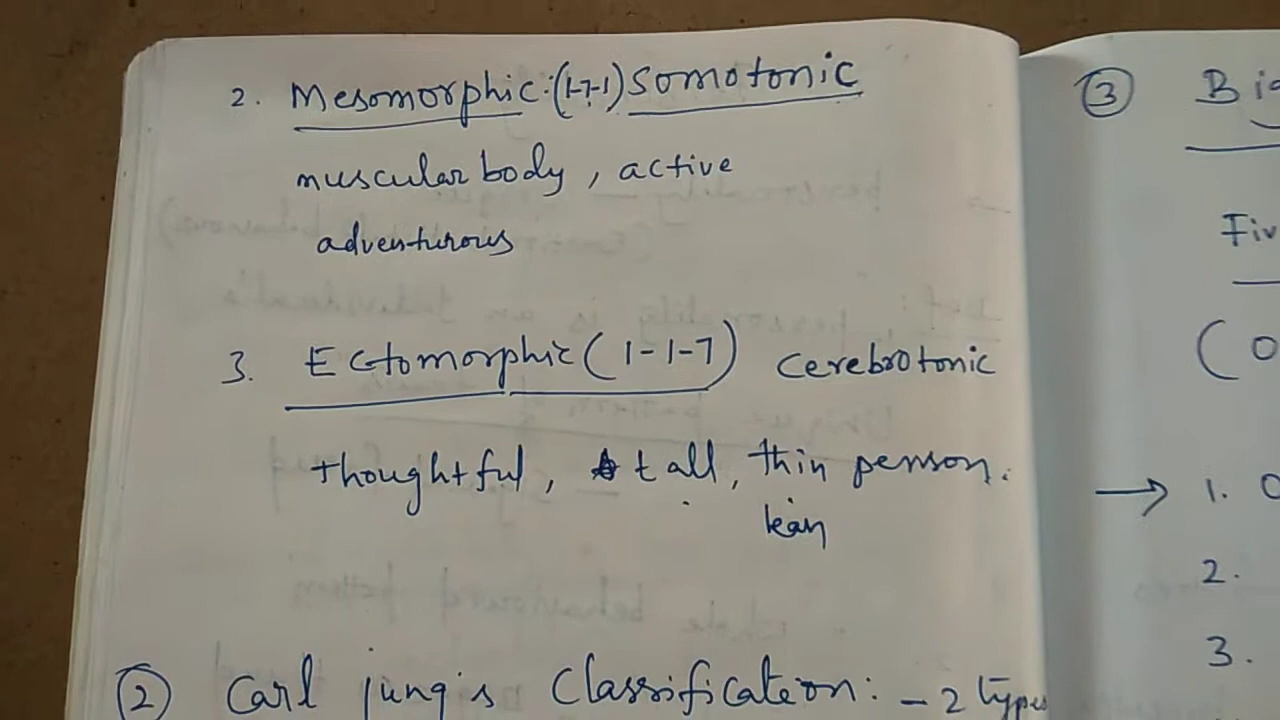 2. Mesomorphic:(1-7-1) Somotonic
muscular body, active
adventurous
3. Ectomorphic (1-1-7) Cerebrotonic
thoughtful, tall, thin person.
lean
② Carl Jung's Classification: - 2 types
③ Bi
Fiv
(O
→ 1. O
2.
3.